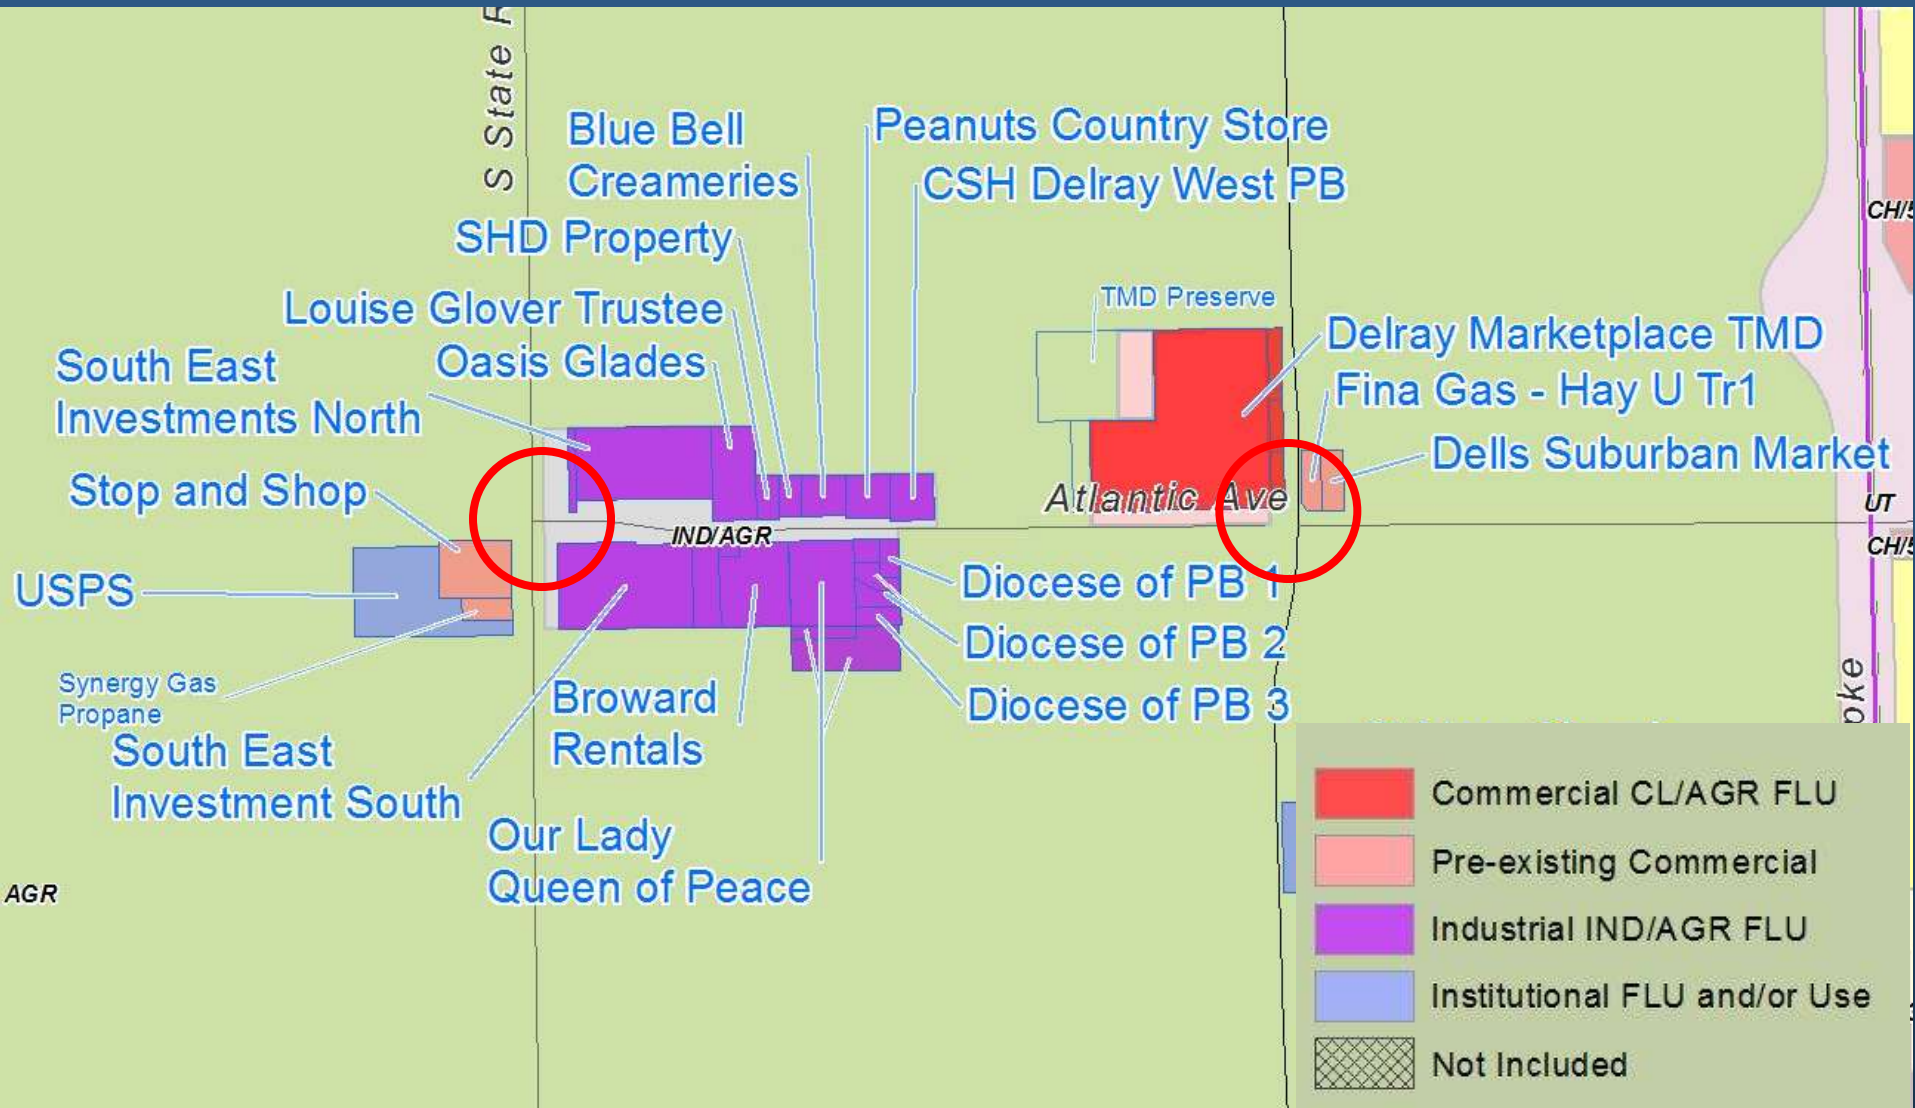 S State
Blue Bell
Creameries
Peanuts Country Store
CSH Delray West PB
CH/5
SHD Property
TMD Preserve
Louise Glover Trustee
Delray Marketplace TMD
South East
Investments North
Oasis Glades
Fina Gas - Hay U Tr1
Dells Suburban Market
Stop and Shop
Atlantic Ave
UT
IND/AGR
CH/5
USPS
Diocese of PB 1
Diocese of PB 2
Synergy Gas
Propane
Broward
Rentals
Diocese of PB 3
South East
Investment South
Our Lady
Queen of Peace
AGR
Commercial CL/AGR FLU
Pre-existing Commercial
Industrial IND/AGR FLU
Institutional FLU and/or Use
Not Included